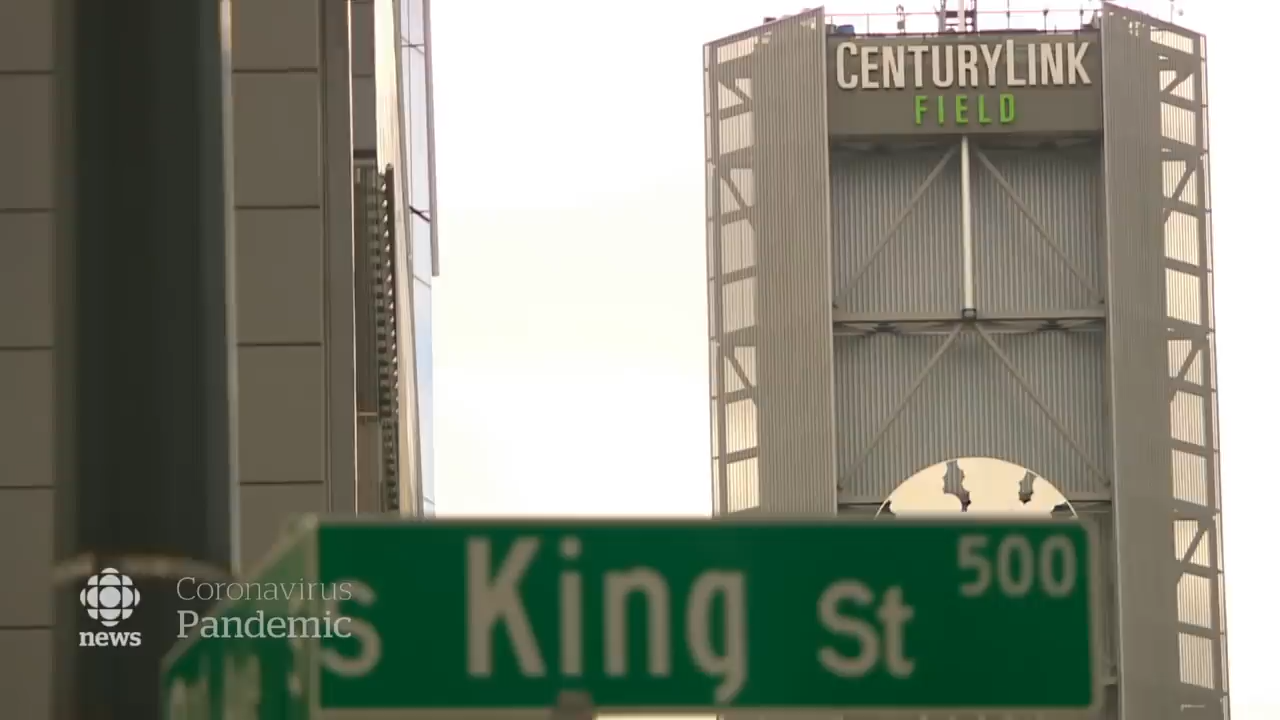 CENTURYLINK
FIELD
S King St 500
news
Coronavirus
Pandemic